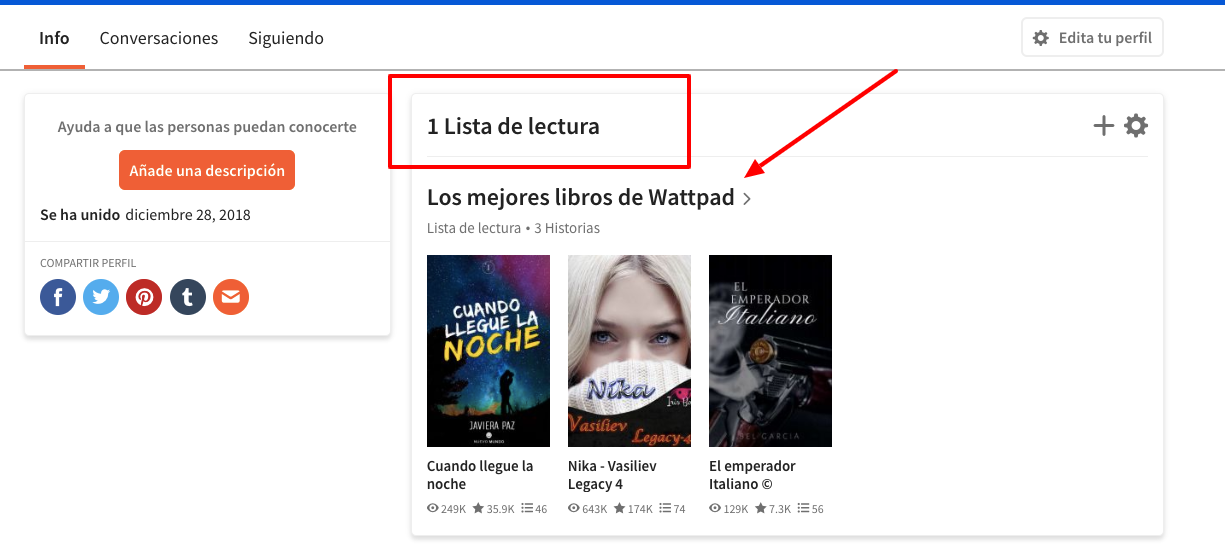 Info Conversaciones Siguiendo Edita tu perfil
Ayuda a que las personas puedan conocerte
Añade una descripción
Se ha unido diciembre 28, 2018
COMPARTIR PERFIL
1 Lista de lectura
Los mejores libros de Wattpad
Lista de lectura • 3 Historias
CUANDO
LLEGUE LA
NOCHE
JAVIERA PAZ
NUEVO MUNDO
Nika
Vasiliev
Legacy-4
EL
EMPERADOR
Italiano
GARCIA
Cuando llegue la
noche
249K 35.9K 46
Nika - Vasiliev
Legacy 4
643K 174K 74
El emperador
Italiano ©
129K 7.3K 56